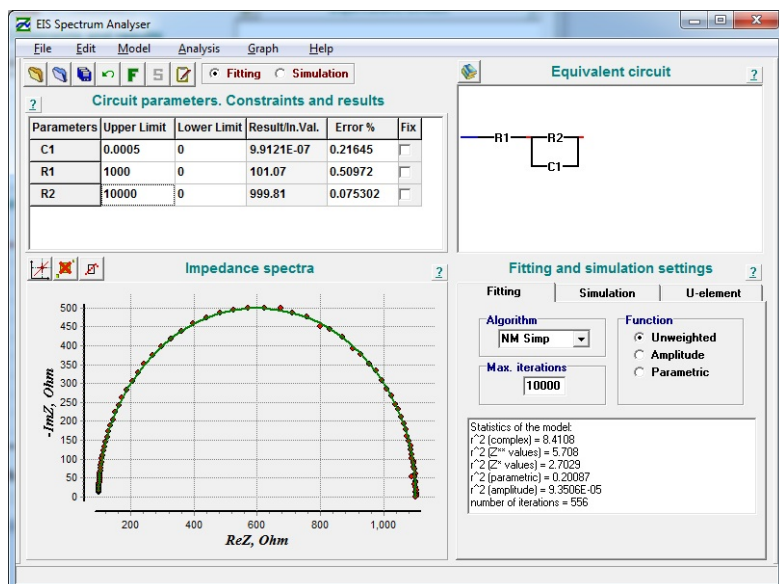 EIS Spectrum Analyser
File Edit Model Analysis Graph Help
F S Fitting Simulation
? Circuit parameters. Constraints and results
Parameters Upper Limit Lower Limit Result/In.Val. Error % Fix
C1 0.0005 0 9.9121E-07 0.21645
R1 1000 0 101.07 0.50972
R2 10000 0 999.81 0.075302
Equivalent circuit ?
R1 R2
C1
Impedance spectra ?
-ImZ, Ohm
500
450
400
350
300
250
200
150
100
50
0
200 400 600 800 1,000
ReZ, Ohm
Fitting and simulation settings ?
Fitting Simulation U-element
Algorithm
NM Simp
Max. iterations
10000
Function
Unweighted
Amplitude
Parametric
Statistics of the model:
r^2 (complex) = 8.4108
r^2 (Z'' values) = 5.708
r^2 (Z' values) = 2.7029
r^2 (parametric) = 0.20087
r^2 (amplitude) = 9.3506E-05
number of iterations = 556